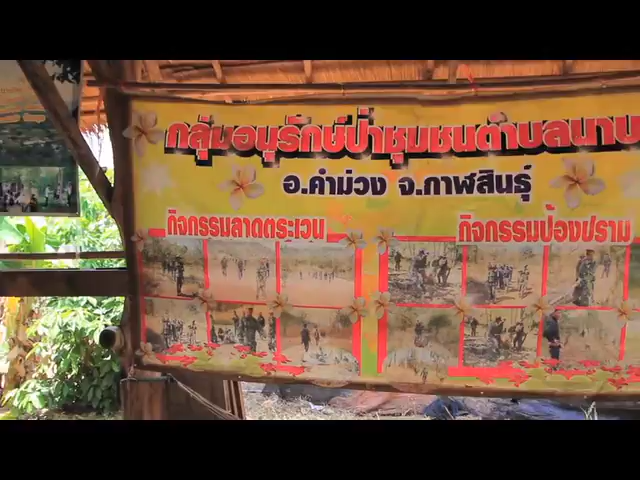 กลุ่มอนุรักษ์ป่าชุมชนตำบลนาบ
อ.คำม่วง จ.กาฬสินธุ์
กิจกรรมลาดตระเวน
กิจกรรมป้องปราม